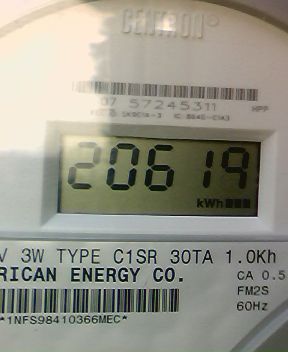 CENTRON®
07 57245311 HPP
20619
kWh
V 3W TYPE C1SR 30TA 1.0Kh
RICAN ENERGY CO. CA 0.5
FM2S
60Hz
*1NFS98410366MEC*